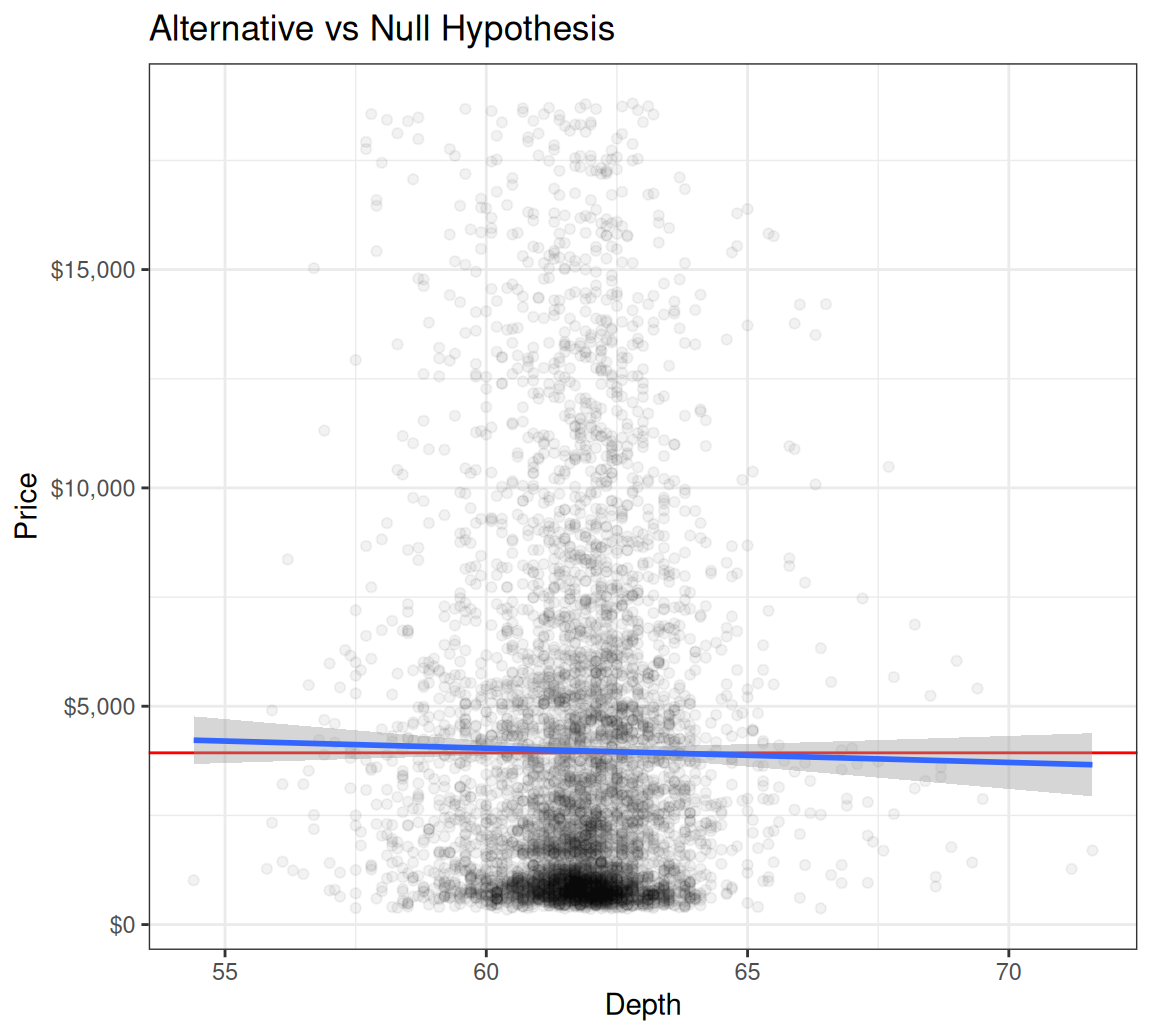 Alternative vs Null Hypothesis
Price
$15,000
$10,000
$5,000
$0
55
60
65
70
Depth